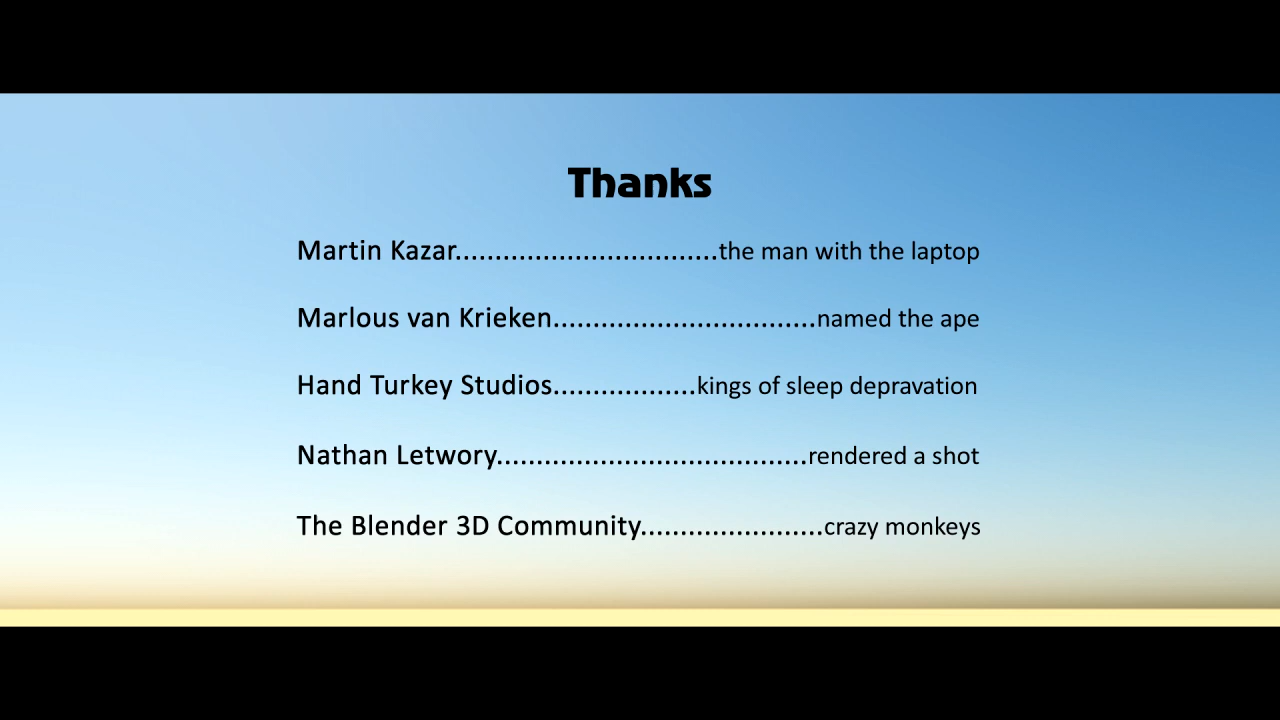 Thanks
Martin Kazar.................................the man with the laptop
Marlous van Krieken.................................named the ape
Hand Turkey Studios..................kings of sleep depravation
Nathan Letwory.......................................rendered a shot
The Blender 3D Community.......................crazy monkeys